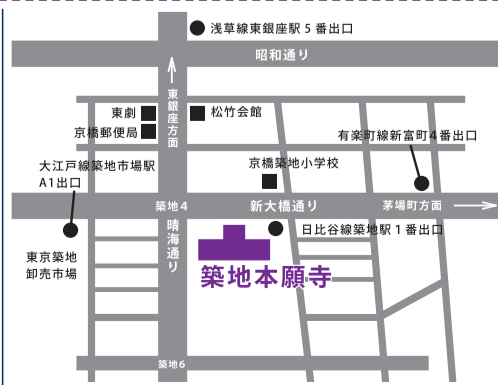 浅草線東銀座駅5番出口
昭和通り
東銀座方面
東劇
松竹会館
京橋郵便局
有楽町線新富町4番出口
大江戸線築地市場駅
A1出口
京橋築地小学校
築地4
新大橋通り
茅場町方面
晴海通り
日比谷線築地駅1番出口
東京築地
卸売市場
築地本願寺
築地6